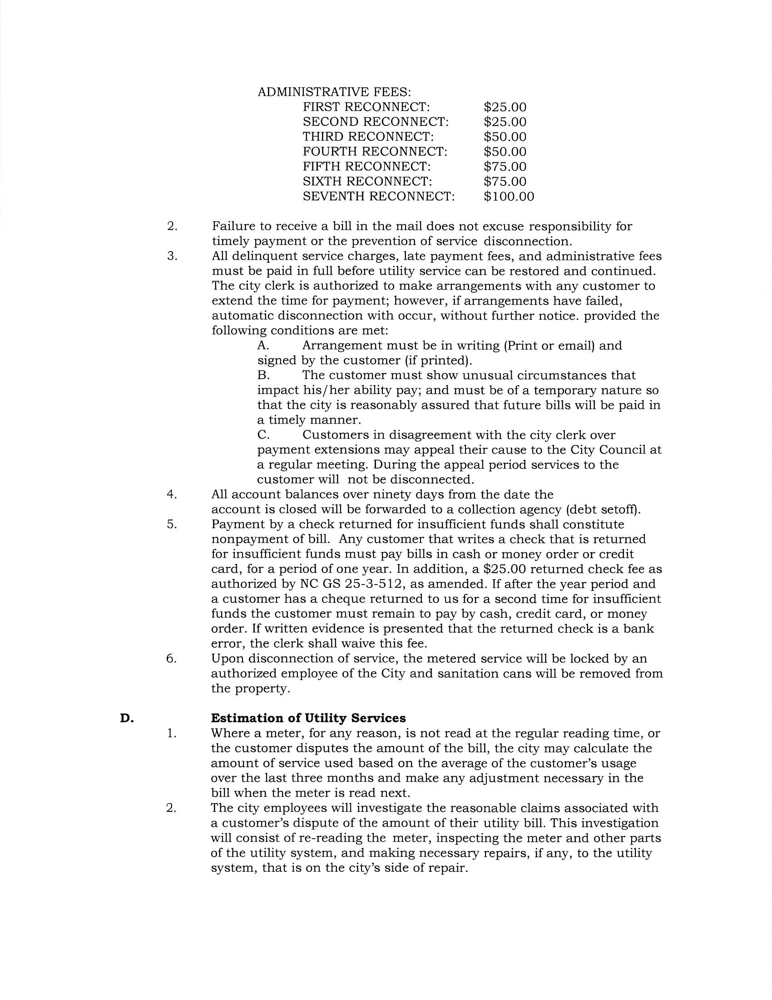 ADMINISTRATIVE FEES:
FIRST RECONNECT: $25.00
SECOND RECONNECT: $25.00
THIRD RECONNECT: $50.00
FOURTH RECONNECT: $50.00
FIFTH RECONNECT: $75.00
SIXTH RECONNECT: $75.00
SEVENTH RECONNECT: $100.00
2. Failure to receive a bill in the mail does not excuse responsibility for
timely payment or the prevention of service disconnection.
3. All delinquent service charges, late payment fees, and administrative fees
must be paid in full before utility service can be restored and continued.
The city clerk is authorized to make arrangements with any customer to
extend the time for payment; however, if arrangements have failed,
automatic disconnection with occur, without further notice. provided the
following conditions are met:
A. Arrangement must be in writing (Print or email) and
signed by the customer (if printed).
B. The customer must show unusual circumstances that
impact his/her ability pay; and must be of a temporary nature so
that the city is reasonably assured that future bills will be paid in
a timely manner.
C. Customers in disagreement with the city clerk over
payment extensions may appeal their cause to the City Council at
a regular meeting. During the appeal period services to the
customer will not be disconnected.
4. All account balances over ninety days from the date the
account is closed will be forwarded to a collection agency (debt setoff).
5. Payment by a check returned for insufficient funds shall constitute
nonpayment of bill. Any customer that writes a check that is returned
for insufficient funds must pay bills in cash or money order or credit
card, for a period of one year. In addition, a $25.00 returned check fee as
authorized by NC GS 25-3-512, as amended. If after the year period and
a customer has a cheque returned to us for a second time for insufficient
funds the customer must remain to pay by cash, credit card, or money
order. If written evidence is presented that the returned check is a bank
error, the clerk shall waive this fee.
6. Upon disconnection of service, the metered service will be locked by an
authorized employee of the City and sanitation cans will be removed from
the property.
D. Estimation of Utility Services
1. Where a meter, for any reason, is not read at the regular reading time, or
the customer disputes the amount of the bill, the city may calculate the
amount of service used based on the average of the customer's usage
over the last three months and make any adjustment necessary in the
bill when the meter is read next.
2. The city employees will investigate the reasonable claims associated with
a customer's dispute of the amount of their utility bill. This investigation
will consist of re-reading the meter, inspecting the meter and other parts
of the utility system, and making necessary repairs, if any, to the utility
system, that is on the city's side of repair.